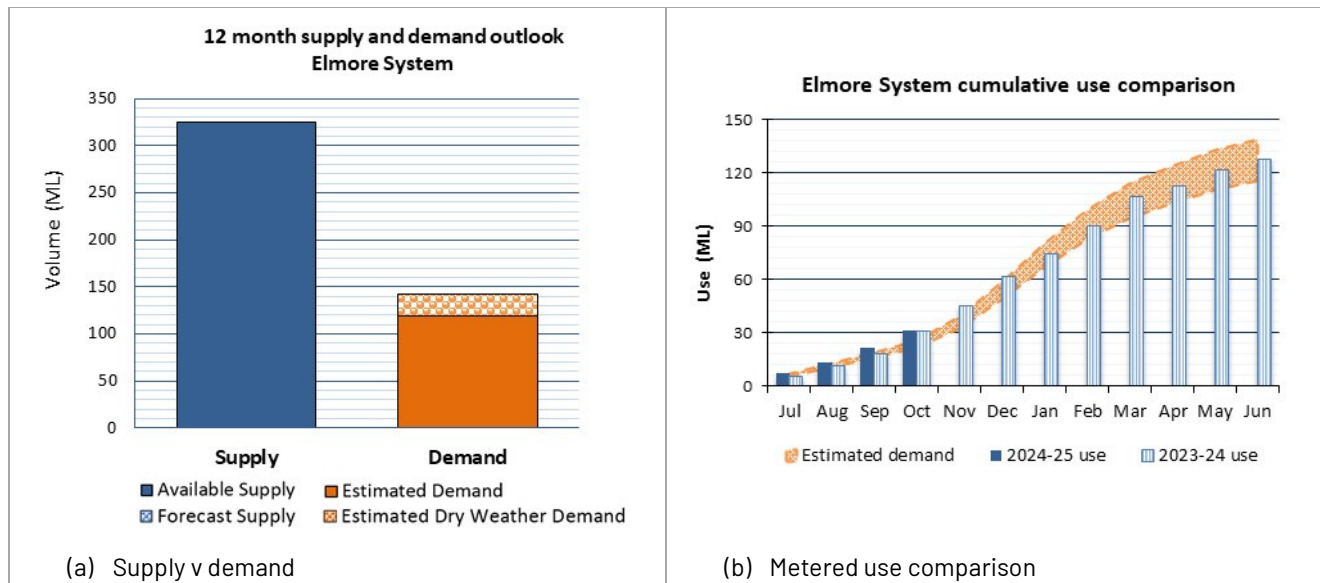 12 month supply and demand outlook
Elmore System
Volume (ML)
350
300
250
200
150
100
50
0
Supply Demand
Available Supply Estimated Demand
Forecast Supply Estimated Dry Weather Demand
(a) Supply v demand
Elmore System cumulative use comparison
Use (ML)
150
120
90
60
30
0
Jul Aug Sep Oct Nov Dec Jan Feb Mar Apr May Jun
Estimated demand 2024-25 use 2023-24 use
(b) Metered use comparison